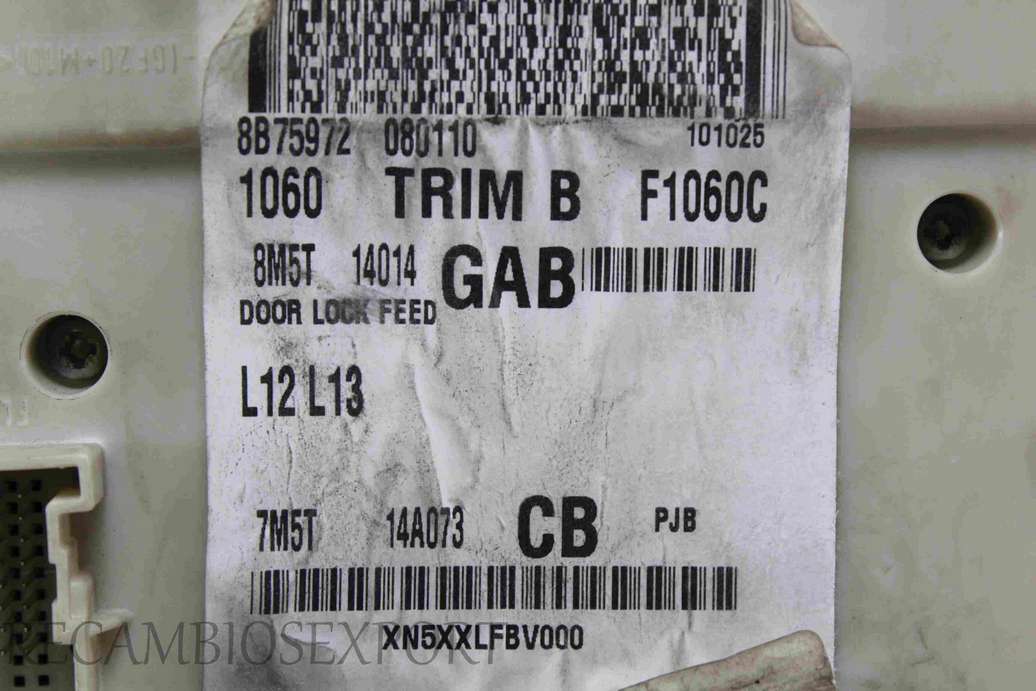 8B75972 080110 101025
1060 TRIM B F1060C
8M5T 14014 GAB
DOOR LOCK FEED
L12 L13
7M5T 14A073 CB PJB
XN5XXLFBV000
RECAMBIOSEXPORT